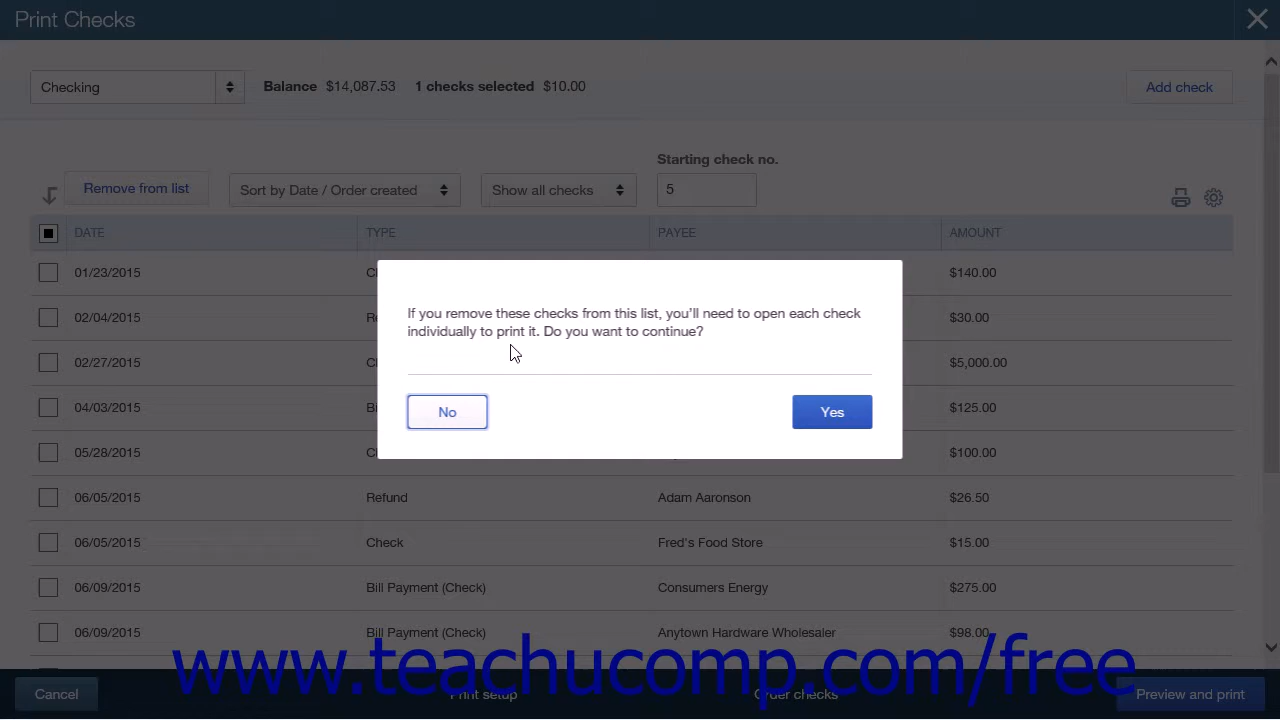 Print Checks
Checking Balance $14,087.53 1 checks selected $10.00 Add check
Starting check no.
Remove from list Sort by Date / Order created Show all checks 5
DATE TYPE PAYEE AMOUNT
01/23/2015 $140.00
If you remove these checks from this list, you'll need to open each check
individually to print it. Do you want to continue?
02/04/2015 $30.00
02/27/2015 $5,000.00
No Yes
04/03/2015 $125.00
05/28/2015 $100.00
06/05/2015 Refund Adam Aaronson $26.50
06/05/2015 Check Fred's Food Store $15.00
06/09/2015 Bill Payment (Check) Consumers Energy $275.00
06/09/2015 Bill Payment (Check) Anytown Hardware Wholesaler $98.00
www.teachucomp.com/free
Cancel Print setup Order checks Preview and print